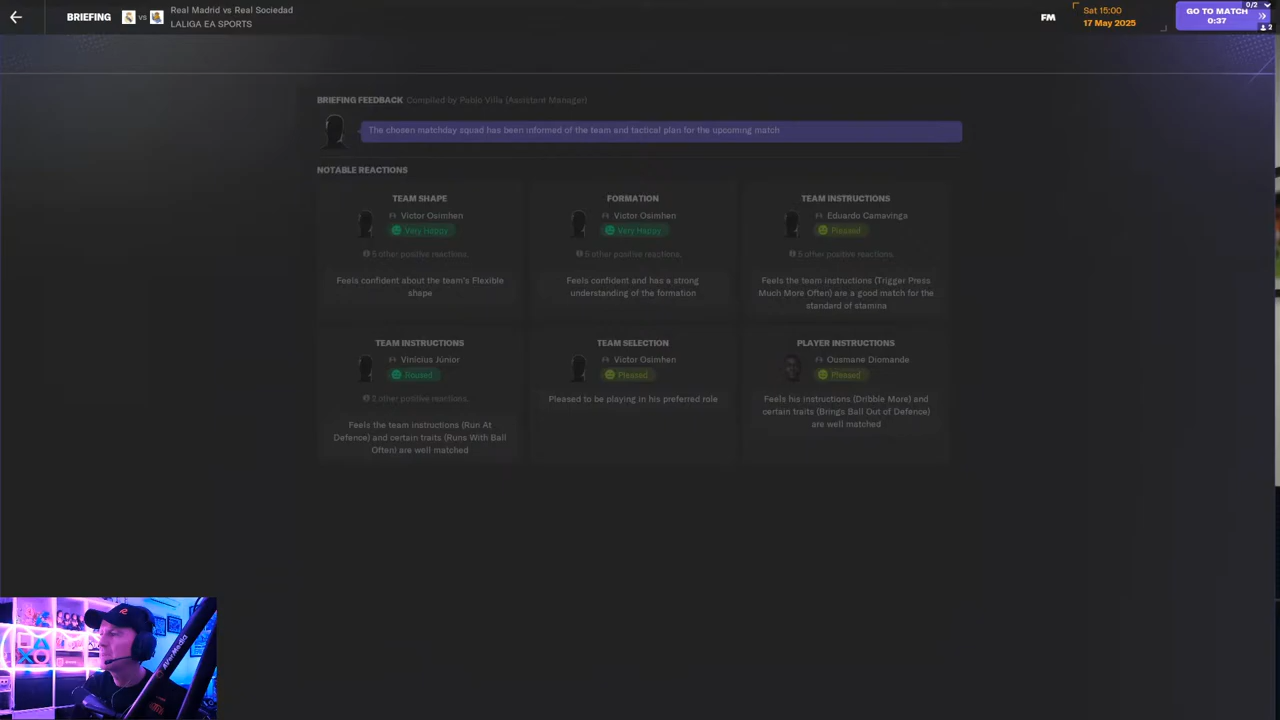 BRIEFING
vs
Real Madrid vs Real Sociedad
LALIGA EA SPORTS
FM
Sat 15:00
17 May 2025
GO TO MATCH
0:37
0/2
2
BRIEFING FEEDBACK Compiled by Pablo Villa (Assistant Manager)
The chosen matchday squad has been informed of the team and tactical plan for the upcoming match
NOTABLE REACTIONS
TEAM SHAPE
Victor Osimhen
Very Happy
5 other positive reactions.
Feels confident about the team's Flexible
shape
FORMATION
Victor Osimhen
Very Happy
5 other positive reactions.
Feels confident and has a strong
understanding of the formation
TEAM INSTRUCTIONS
Eduardo Camavinga
Pleased
5 other positive reactions.
Feels the team instructions (Trigger Press
Much More Often) are a good match for the
standard of stamina
TEAM INSTRUCTIONS
Vinícius Júnior
Roused
2 other positive reactions.
Feels the team instructions (Run At
Defence) and certain traits (Runs With Ball
Often) are well matched
TEAM SELECTION
Victor Osimhen
Pleased
Pleased to be playing in his preferred role
PLAYER INSTRUCTIONS
Ousmane Diomande
Pleased
Feels his instructions (Dribble More) and
certain traits (Brings Ball Out of Defence)
are well matched
AVerMedia